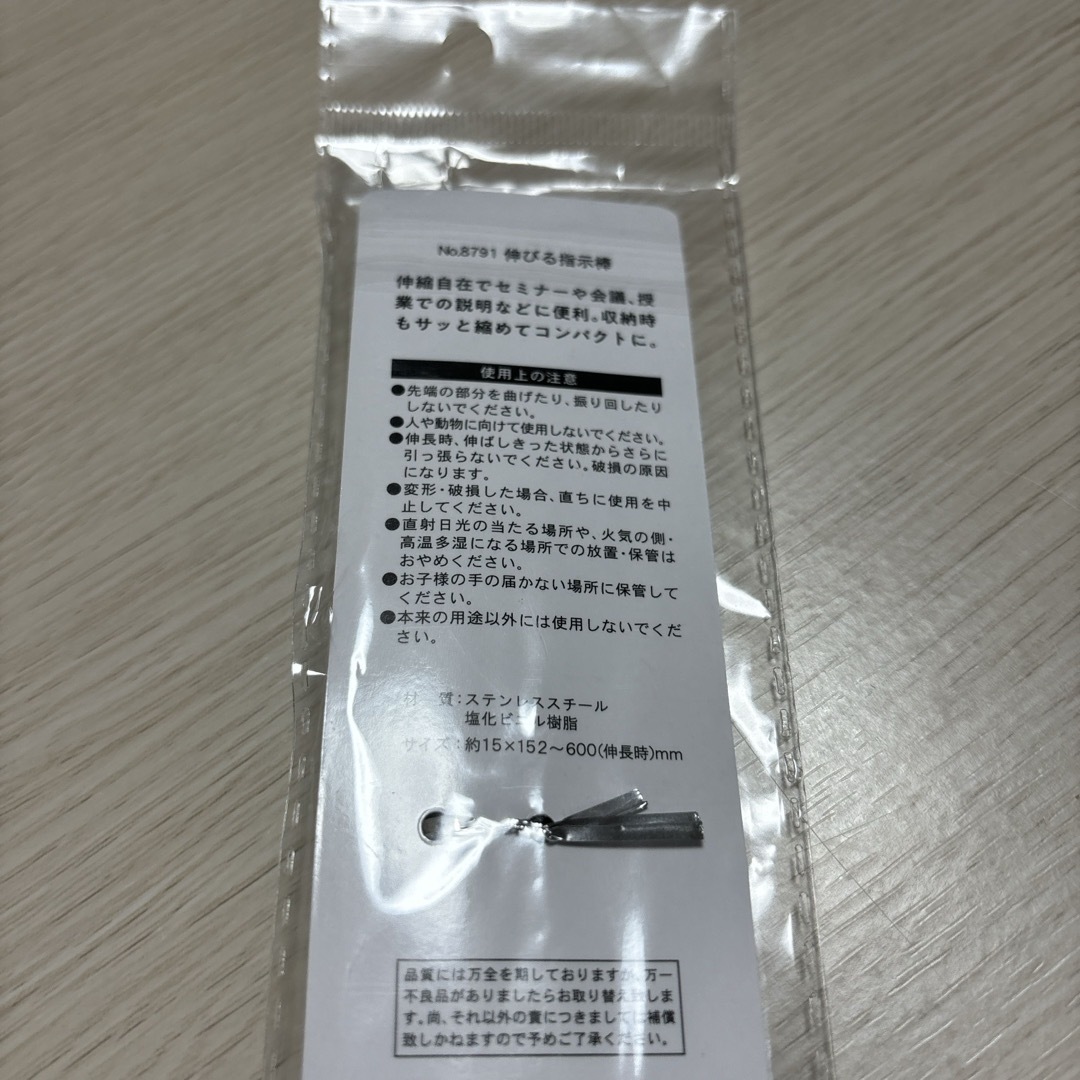 No.8791 伸びる指示棒
伸縮自在でセミナーや会議、授
業での説明などに便利。収納時
もサッと縮めてコンパクトに。
使用上の注意
●先端の部分を曲げたり、振り回したり
しないでください。
●人や動物に向けて使用しないでください。
●伸長時、伸ばしきった状態からさらに
引っ張らないでください。破損の原因
になります。
●変形・破損した場合、直ちに使用を中
止してください。
●直射日光の当たる場所や、火気の側・
高温多湿になる場所での放置・保管は
おやめください。
●お子様の手の届かない場所に保管して
ください。
●本来の用途以外には使用しないでくだ
さい。
材 質：ステンレススチール
塩化ビニル樹脂
サイズ：約15×152〜600(伸長時)mm
品質には万全を期しておりますが、万一
不良品がありましたらお取り替え致しま
す。尚、それ以外の責につきましては補償
致しかねますので予めご了承ください。